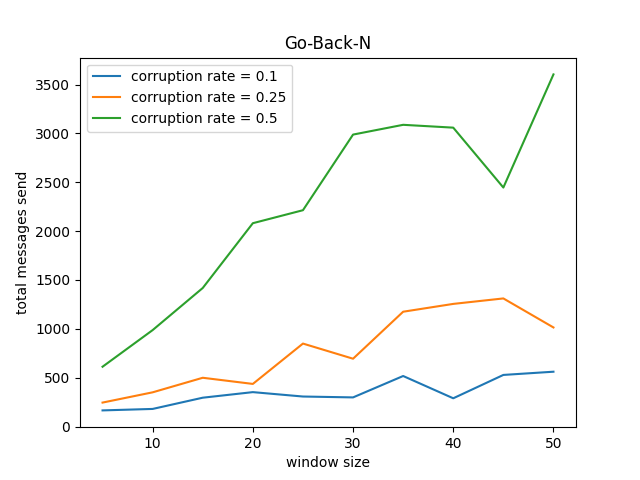 Go-Back-N
corruption rate = 0.1
corruption rate = 0.25
corruption rate = 0.5
total messages send
3500
3000
2500
2000
1500
1000
500
0
10 20 30 40 50
window size